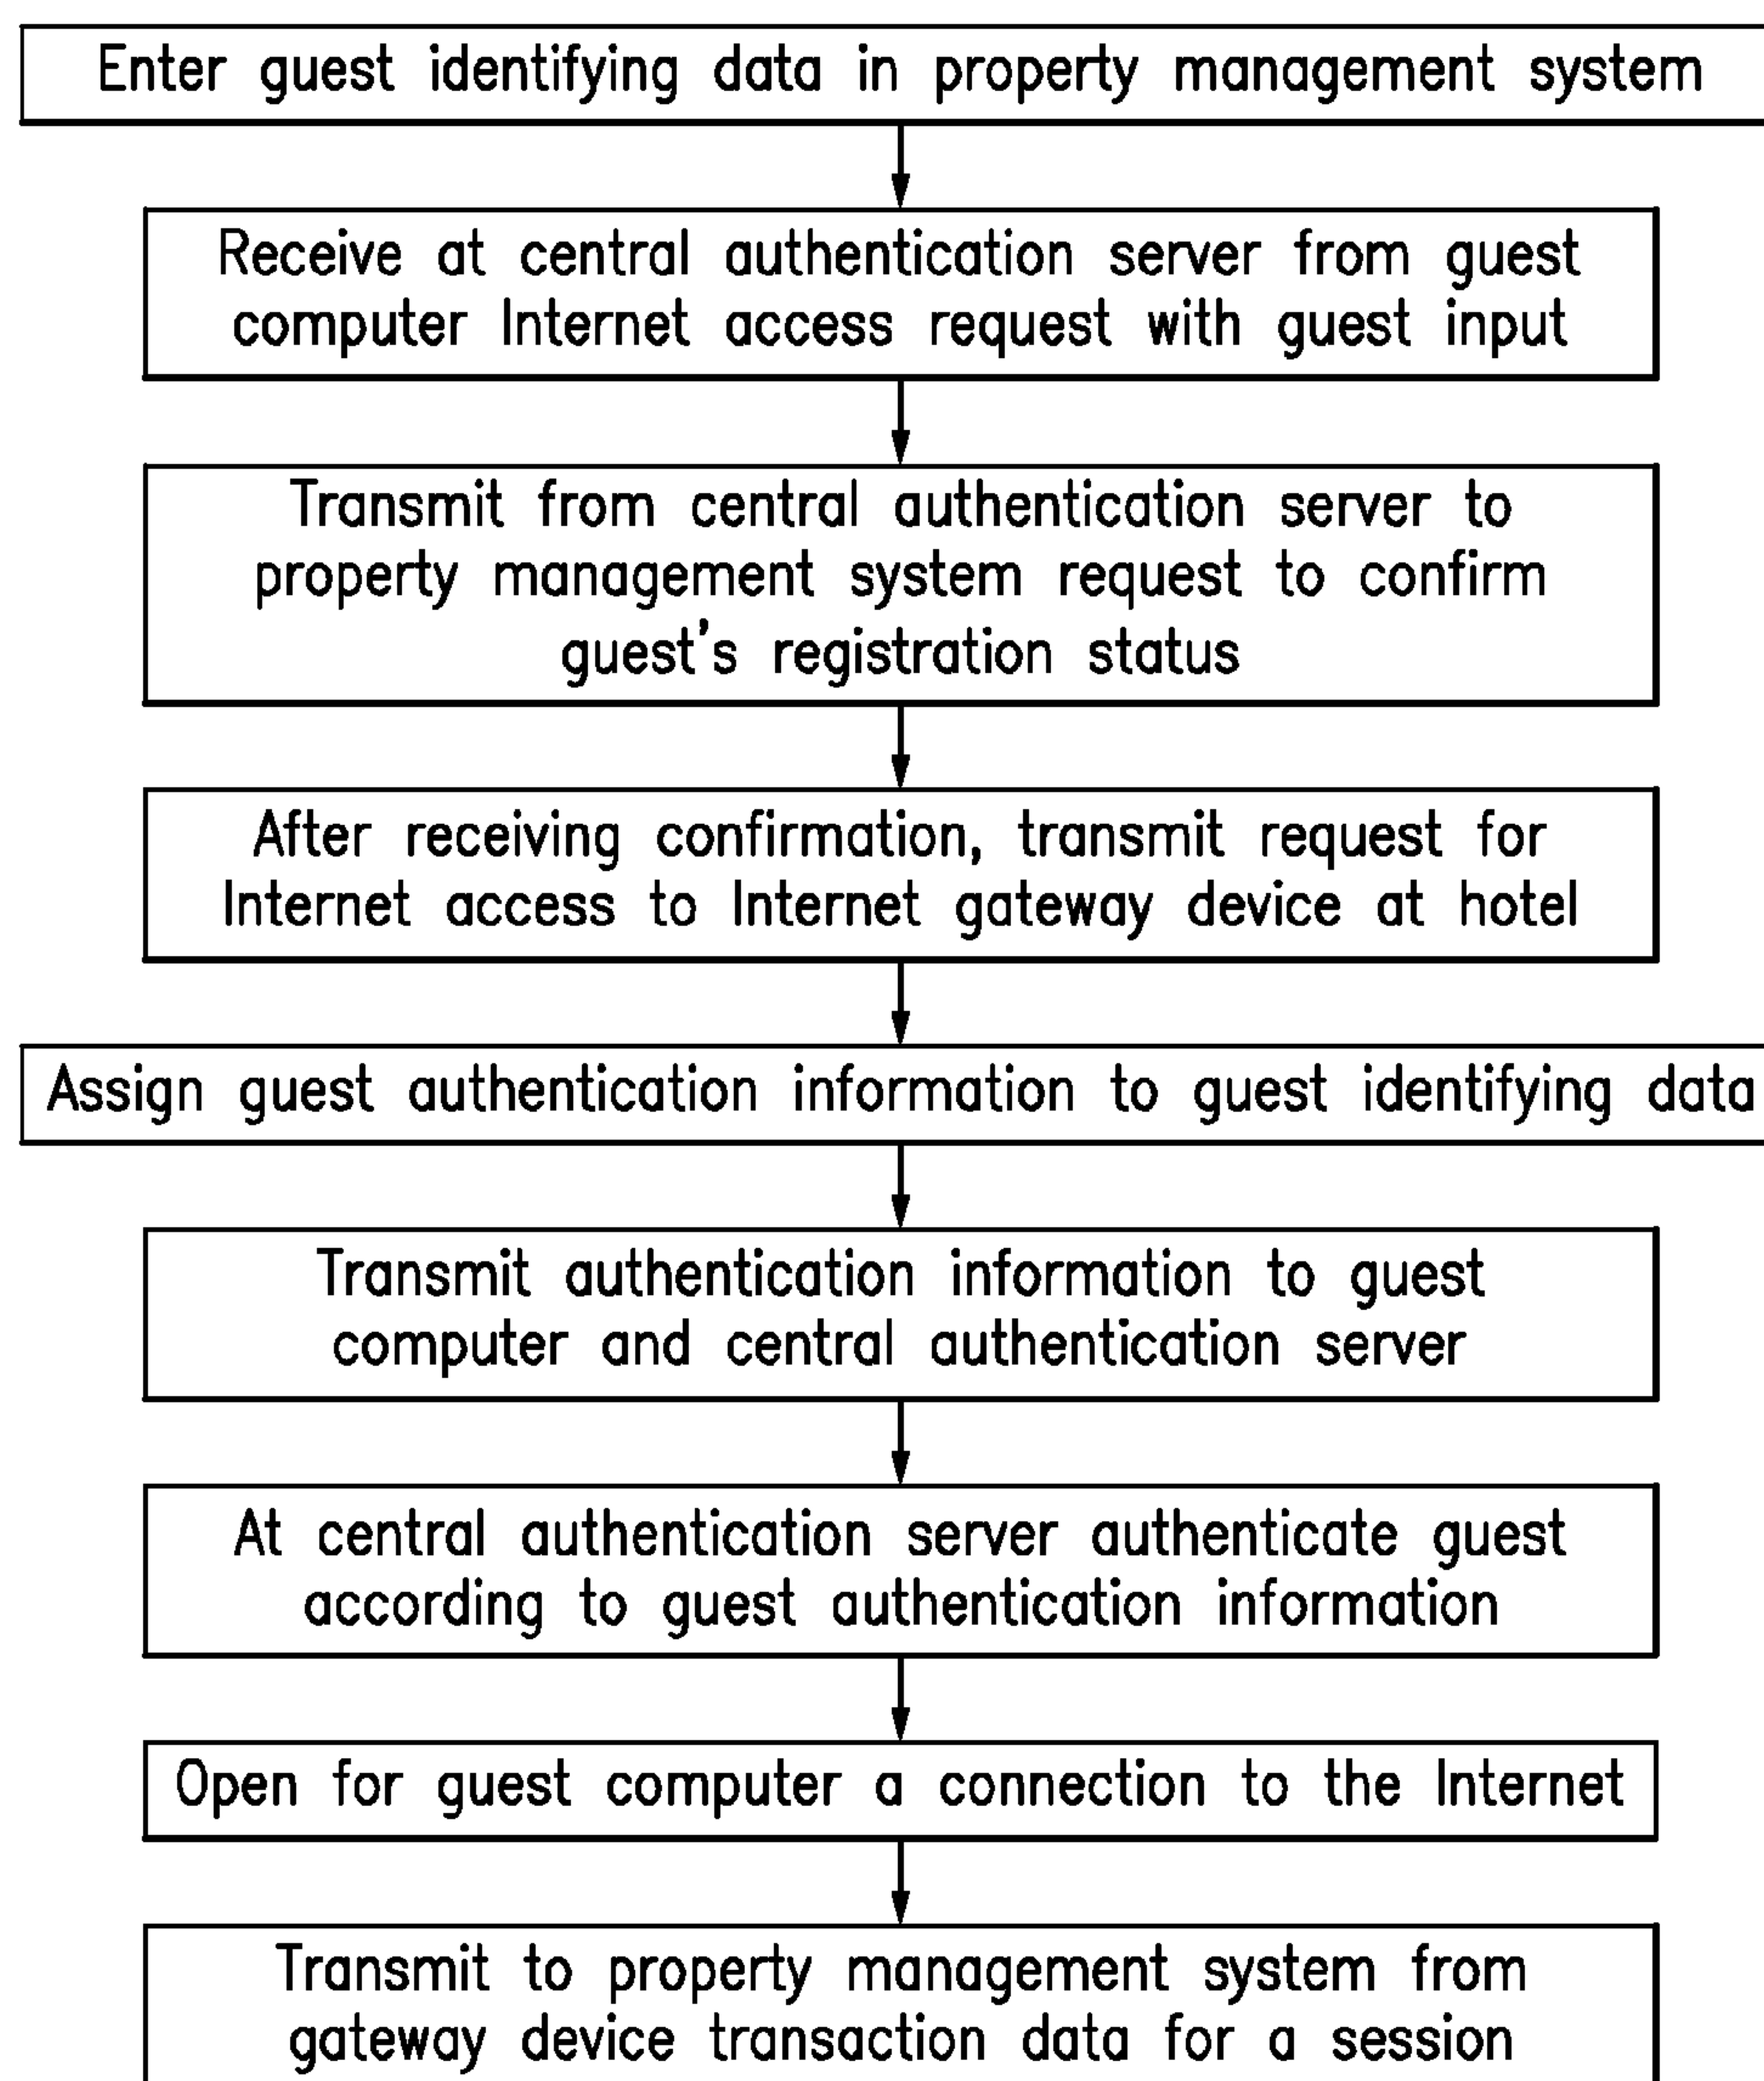 Enter guest identifying data in property management system
Receive at central authentication server from guest
computer Internet access request with guest input
Transmit from central authentication server to
property management system request to confirm
guest's registration status
After receiving confirmation, transmit request for
Internet access to Internet gateway device at hotel
Assign guest authentication information to guest identifying data
Transmit authentication information to guest
computer and central authentication server
At central authentication server authenticate guest
according to guest authentication information
Open for guest computer a connection to the Internet
Transmit to property management system from
gateway device transaction data for a session